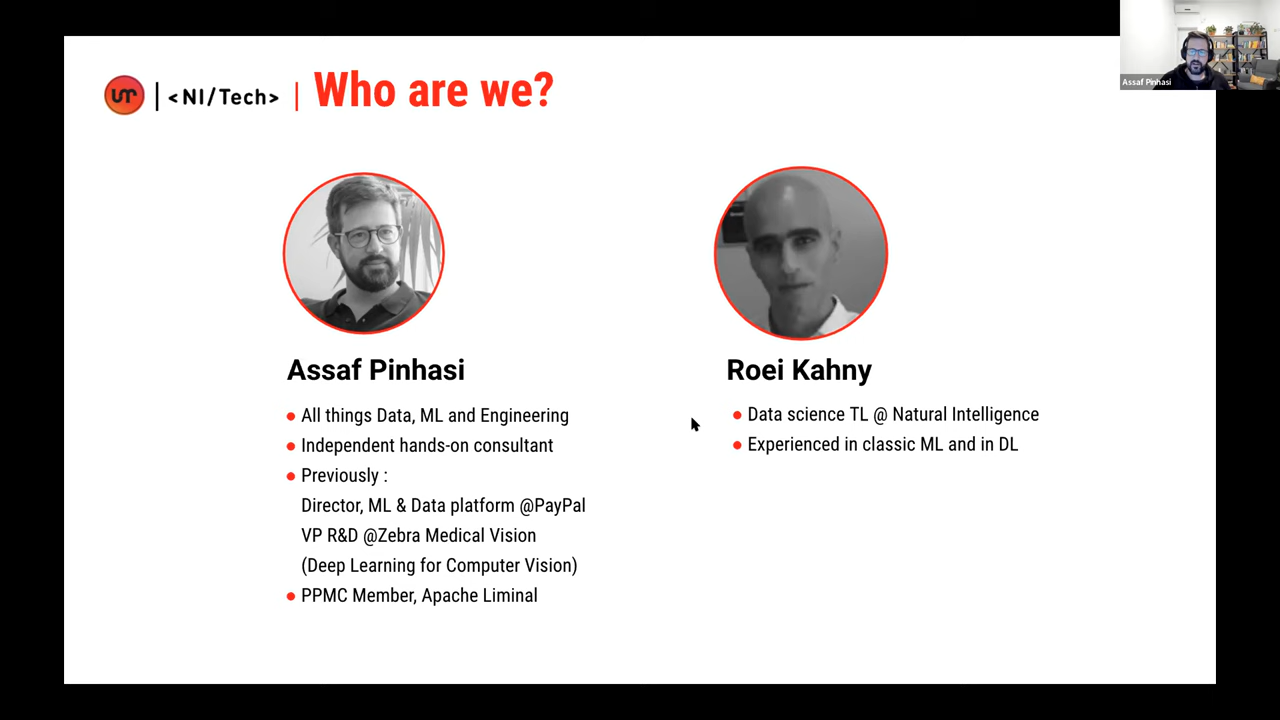 | <NI/Tech> | Who are we?
Assaf Pinhasi
Assaf Pinhasi
All things Data, ML and Engineering
Independent hands-on consultant
Previously :
Director, ML & Data platform @PayPal
VP R&D @Zebra Medical Vision
(Deep Learning for Computer Vision)
PPMC Member, Apache Liminal
Roei Kahny
Data science TL @ Natural Intelligence
Experienced in classic ML and in DL